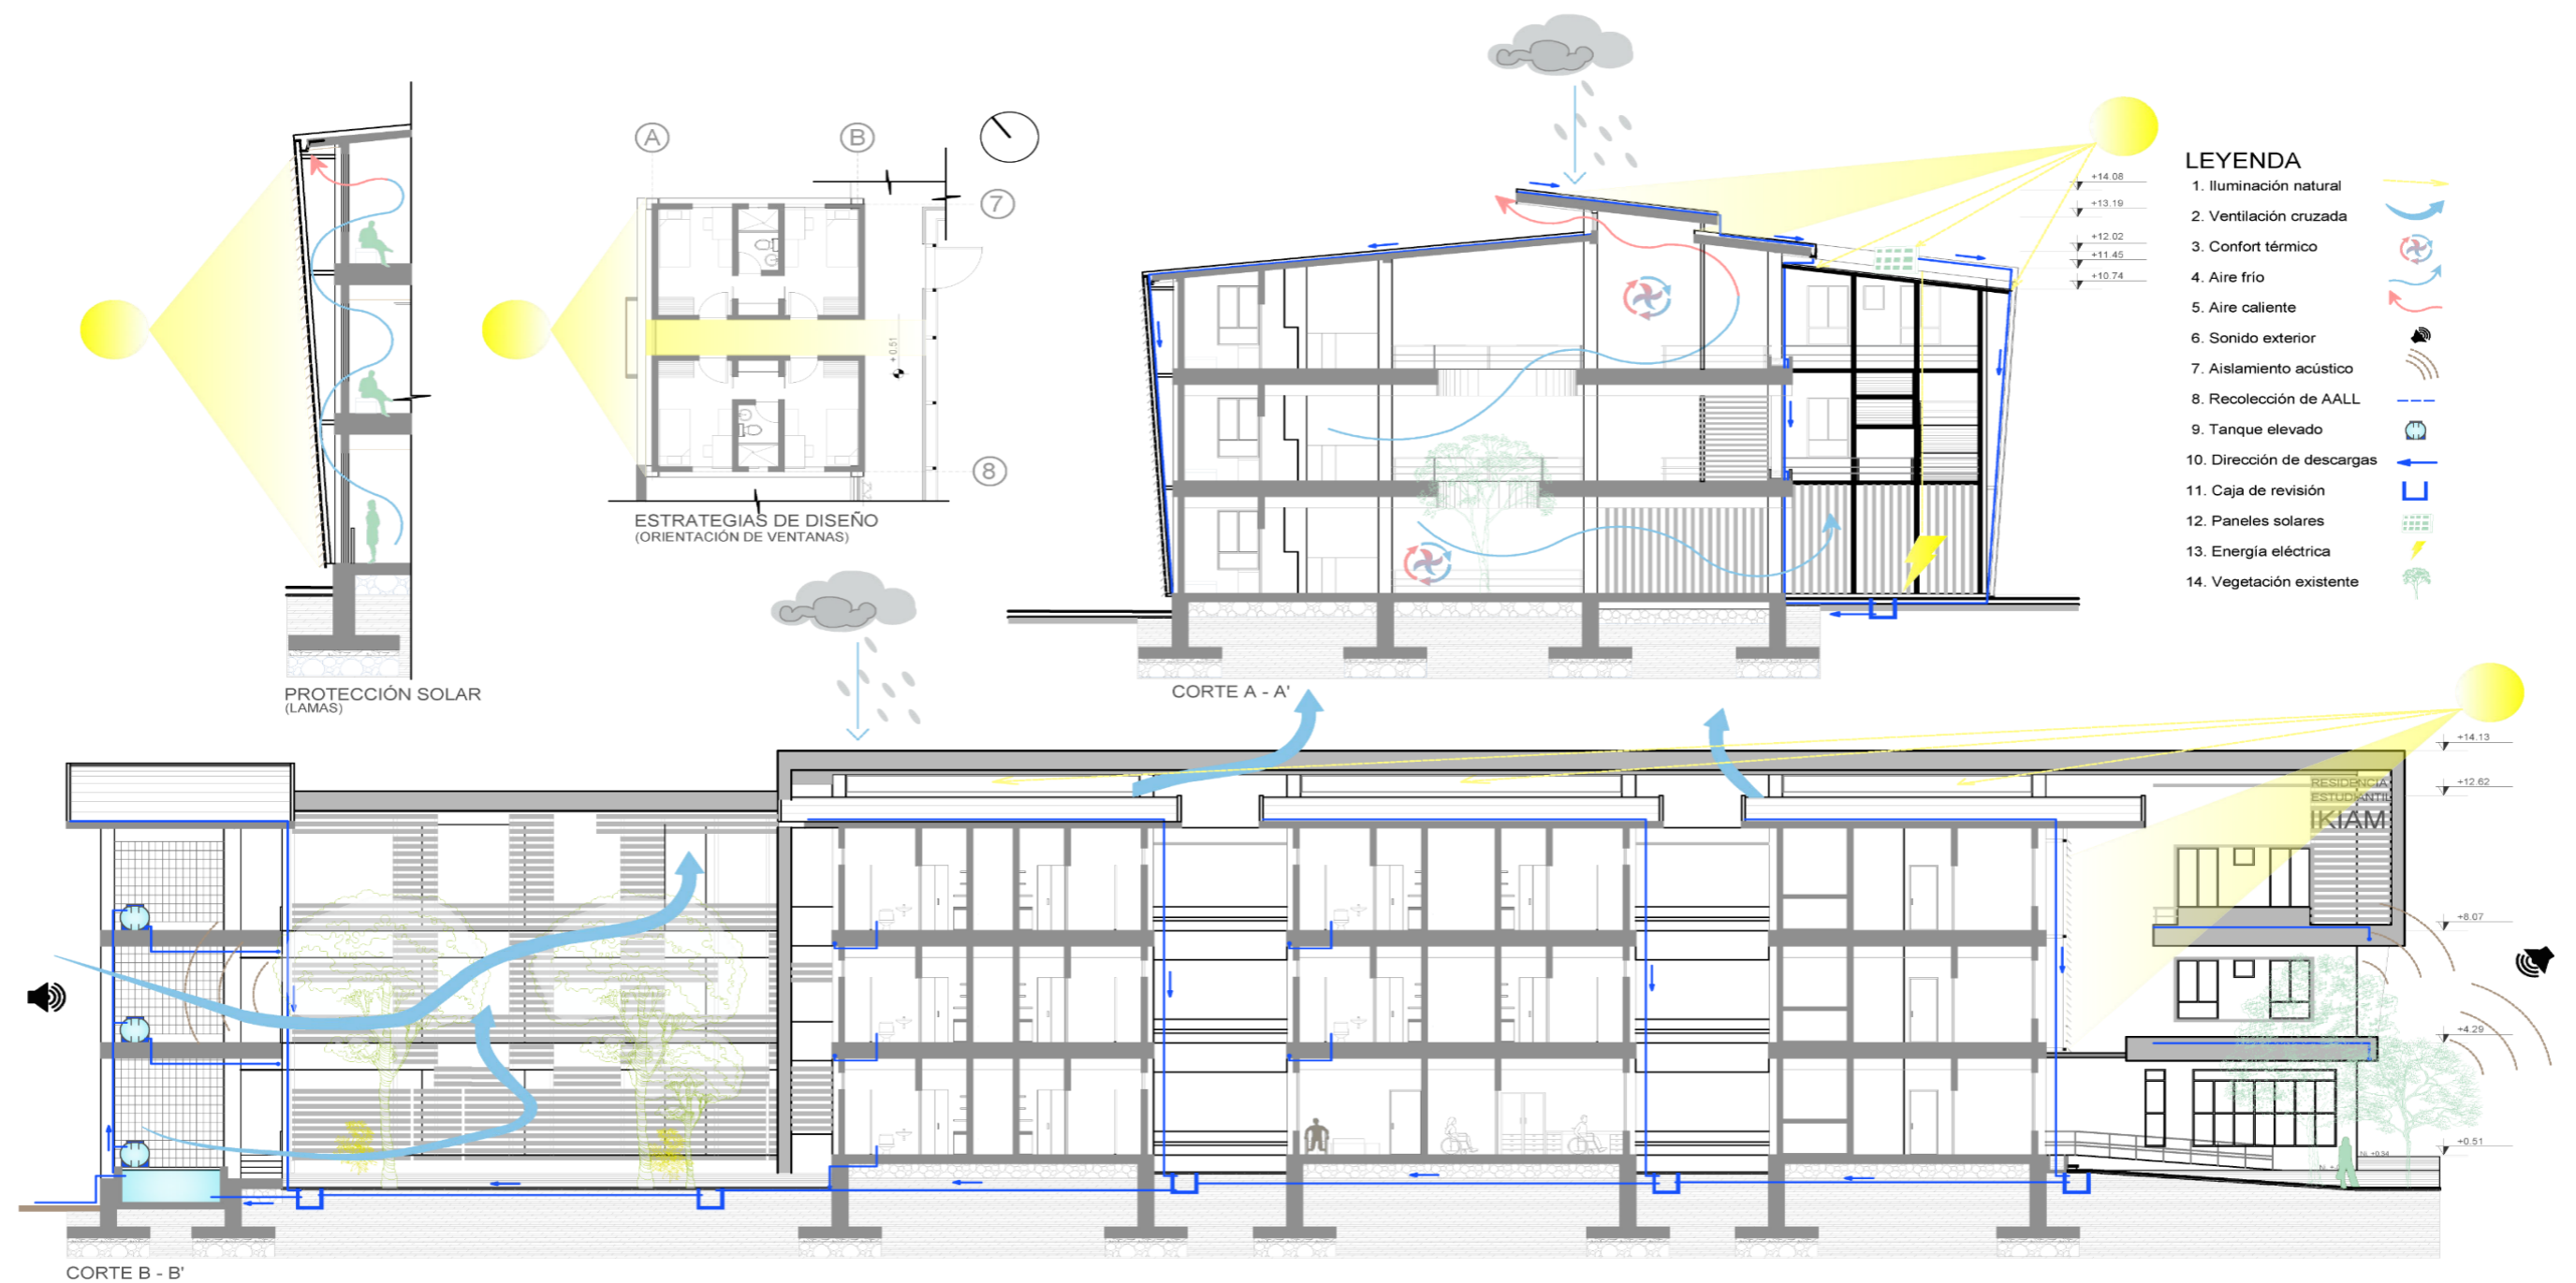 A
B
7
8
+ 0.51
ESTRATEGIAS DE DISEÑO
(ORIENTACIÓN DE VENTANAS)
PROTECCIÓN SOLAR
(LAMAS)
+14.08
+13.19
+12.02
+11.45
+10.74
CORTE A - A'
LEYENDA
1. Iluminación natural
2. Ventilación cruzada
3. Confort térmico
4. Aire frío
5. Aire caliente
6. Sonido exterior
7. Aislamiento acústico
8. Recolección de AALL
9. Tanque elevado
10. Dirección de descargas
11. Caja de revisión
12. Paneles solares
13. Energía eléctrica
14. Vegetación existente
+14.13
+12.62
RESIDENCIA
ESTUDIANTIL
IKIAM
+8.07
+4.29
+0.51
CORTE B - B'